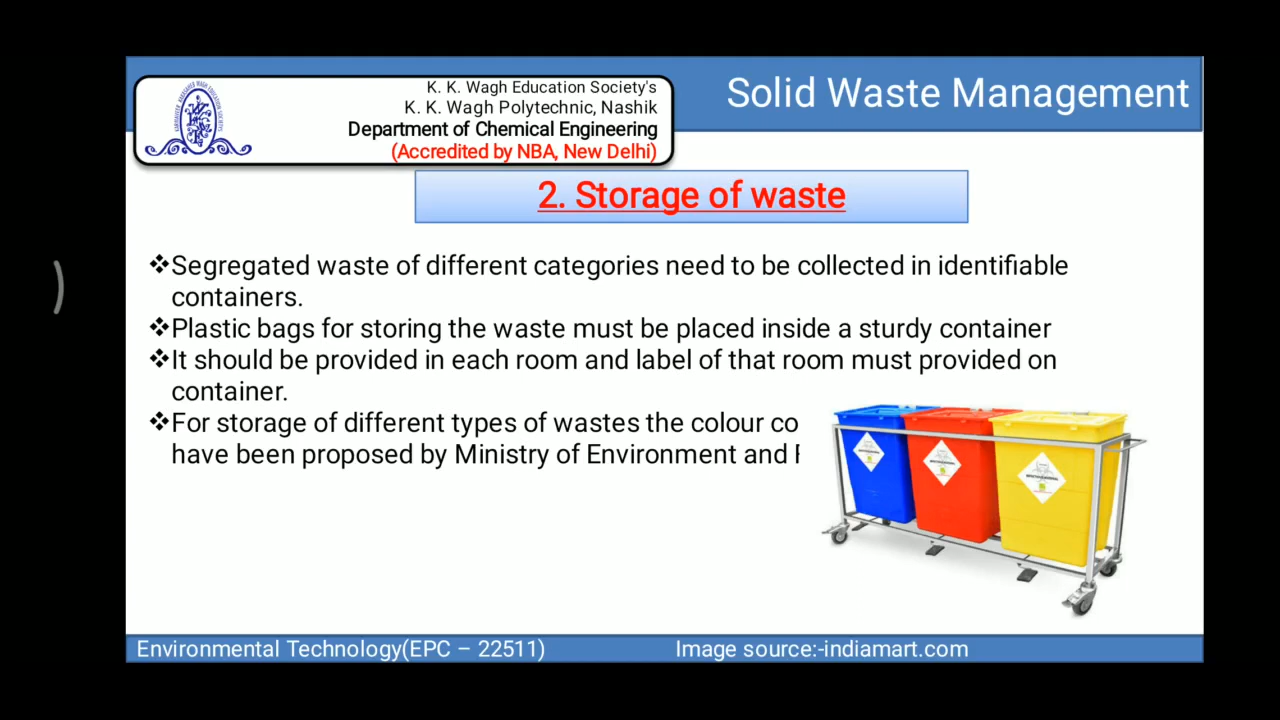 K. K. Wagh Education Society's
K. K. Wagh Polytechnic, Nashik
Department of Chemical Engineering
(Accredited by NBA, New Delhi)
Solid Waste Management
2. Storage of waste
❖Segregated waste of different categories need to be collected in identifiable
containers.
❖Plastic bags for storing the waste must be placed inside a sturdy container
❖It should be provided in each room and label of that room must provided on
container.
❖For storage of different types of wastes the colour co
have been proposed by Ministry of Environment and
Environmental Technology(EPC – 22511)
Image source:-indiamart.com